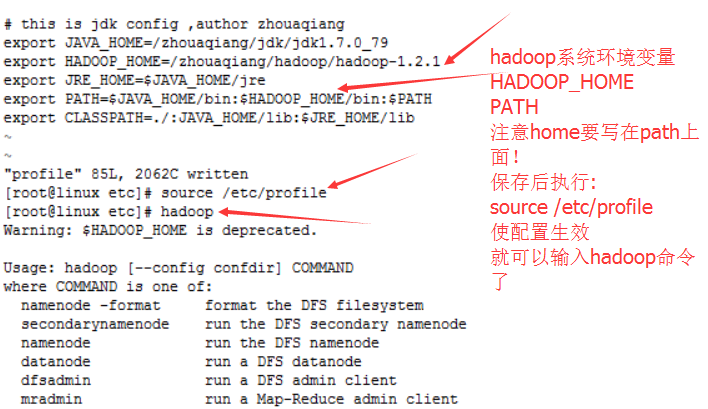 # this is jdk config ,author zhouaqiang
export JAVA_HOME=/zhouaqiang/jdk/jdk1.7.0_79
export HADOOP_HOME=/zhouaqiang/hadoop/hadoop-1.2.1
export JRE_HOME=$JAVA_HOME/jre
export PATH=$JAVA_HOME/bin:$HADOOP_HOME/bin:$PATH
export CLASSPATH=./:JAVA_HOME/lib:$JRE_HOME/lib
~
~
"profile" 85L, 2062C written
[root@linux etc]# source /etc/profile
[root@linux etc]# hadoop
Warning: $HADOOP_HOME is deprecated.
Usage: hadoop [--config confdir] COMMAND
where COMMAND is one of:
namenode -format format the DFS filesystem
secondarynamenode run the DFS secondary namenode
namenode run the DFS namenode
datanode run a DFS datanode
dfsadmin run a DFS admin client
mradmin run a Map-Reduce admin client
hadoop系统环境变量
HADOOP_HOME
PATH
注意home要写在path上
面！
保存后执行:
source /etc/profile
使配置生效
就可以输入hadoop命令
了